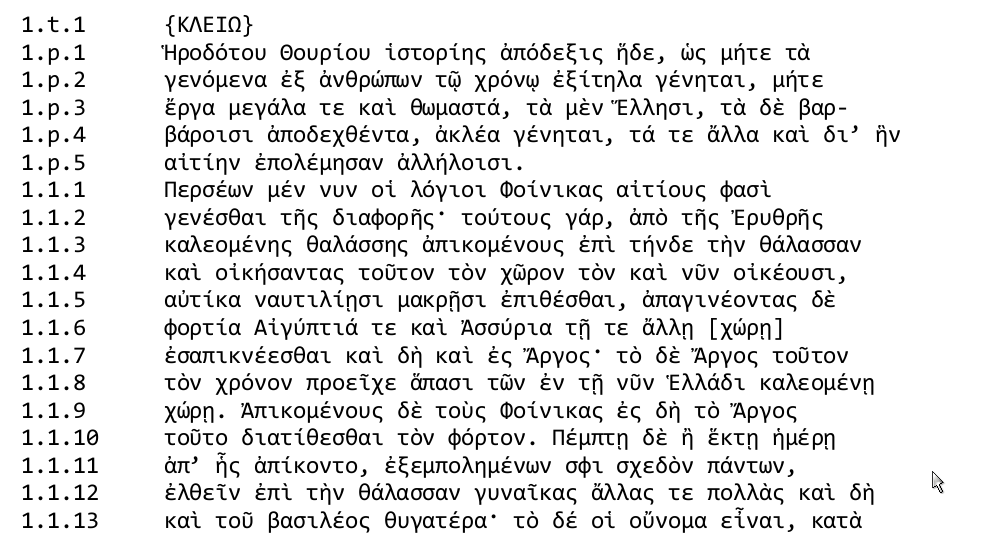 1.t.1 {ΚΛΕΙΩ}
1.p.1 Ἡροδότου Θουρίου ἱστορίης ἀπόδεξις ἥδε, ὡς μήτε τὰ
1.p.2 γενόμενα ἐξ ἀνθρώπων τῷ χρόνῳ ἐξίτηλα γένηται, μήτε
1.p.3 ἔργα μεγάλα τε καὶ θωμαστά, τὰ μὲν Ἕλλησι, τὰ δὲ βαρ-
1.p.4 βάροισι ἀποδεχθέντα, ἀκλέα γένηται, τά τε ἄλλα καὶ δι’ ἣν
1.p.5 αἰτίην ἐπολέμησαν ἀλλήλοισι.
1.1.1 Περσέων μέν νυν οἱ λόγιοι Φοίνικας αἰτίους φασὶ
1.1.2 γενέσθαι τῆς διαφορῆς· τούτους γάρ, ἀπὸ τῆς Ἐρυθρῆς
1.1.3 καλεομένης θαλάσσης ἀπικομένους ἐπὶ τήνδε τὴν θάλασσαν
1.1.4 καὶ οἰκήσαντας τοῦτον τὸν χῶρον τὸν καὶ νῦν οἰκέουσι,
1.1.5 αὐτίκα ναυτιλίῃσι μακρῇσι ἐπιθέσθαι, ἀπαγινέοντας δὲ
1.1.6 φορτία Αἰγύπτιά τε καὶ Ἀσσύρια τῇ τε ἄλλῃ [χώρῃ]
1.1.7 ἐσαπικνέεσθαι καὶ δὴ καὶ ἐς Ἄργος· τὸ δὲ Ἄργος τοῦτον
1.1.8 τὸν χρόνον προεῖχε ἅπασι τῶν ἐν τῇ νῦν Ἑλλάδι καλεομένῃ
1.1.9 χώρῃ. Ἀπικομένους δὲ τοὺς Φοίνικας ἐς δὴ τὸ Ἄργος
1.1.10 τοῦτο διατίθεσθαι τὸν φόρτον. Πέμπτῃ δὲ ἢ ἕκτῃ ἡμέρῃ
1.1.11 ἀπ’ ἧς ἀπίκοντο, ἐξεμπολημένων σφι σχεδὸν πάντων,
1.1.12 ἐλθεῖν ἐπὶ τὴν θάλασσαν γυναῖκας ἄλλας τε πολλὰς καὶ δὴ
1.1.13 καὶ τοῦ βασιλέος θυγατέρα· τὸ δέ οἱ οὔνομα εἶναι, κατὰ